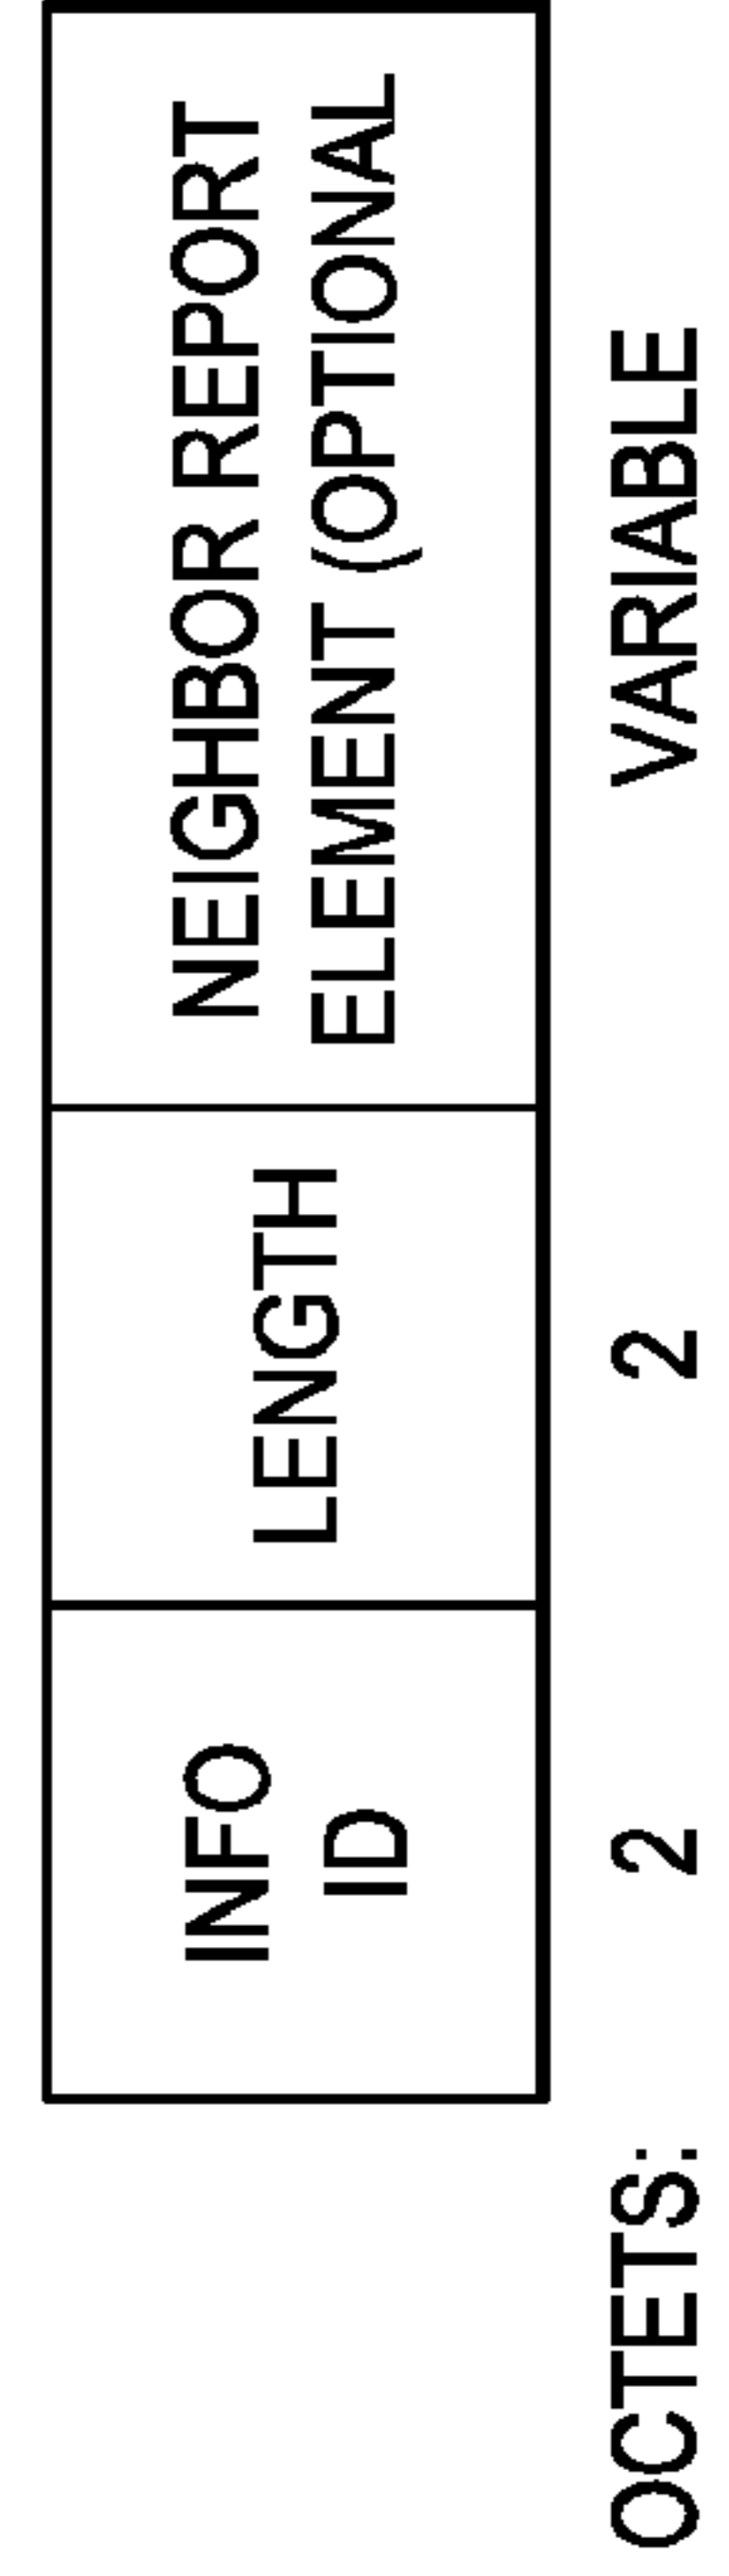 INFO
ID
LENGTH
NEIGHBOR REPORT
ELEMENT (OPTIONAL
OCTETS: 2 2 VARIABLE